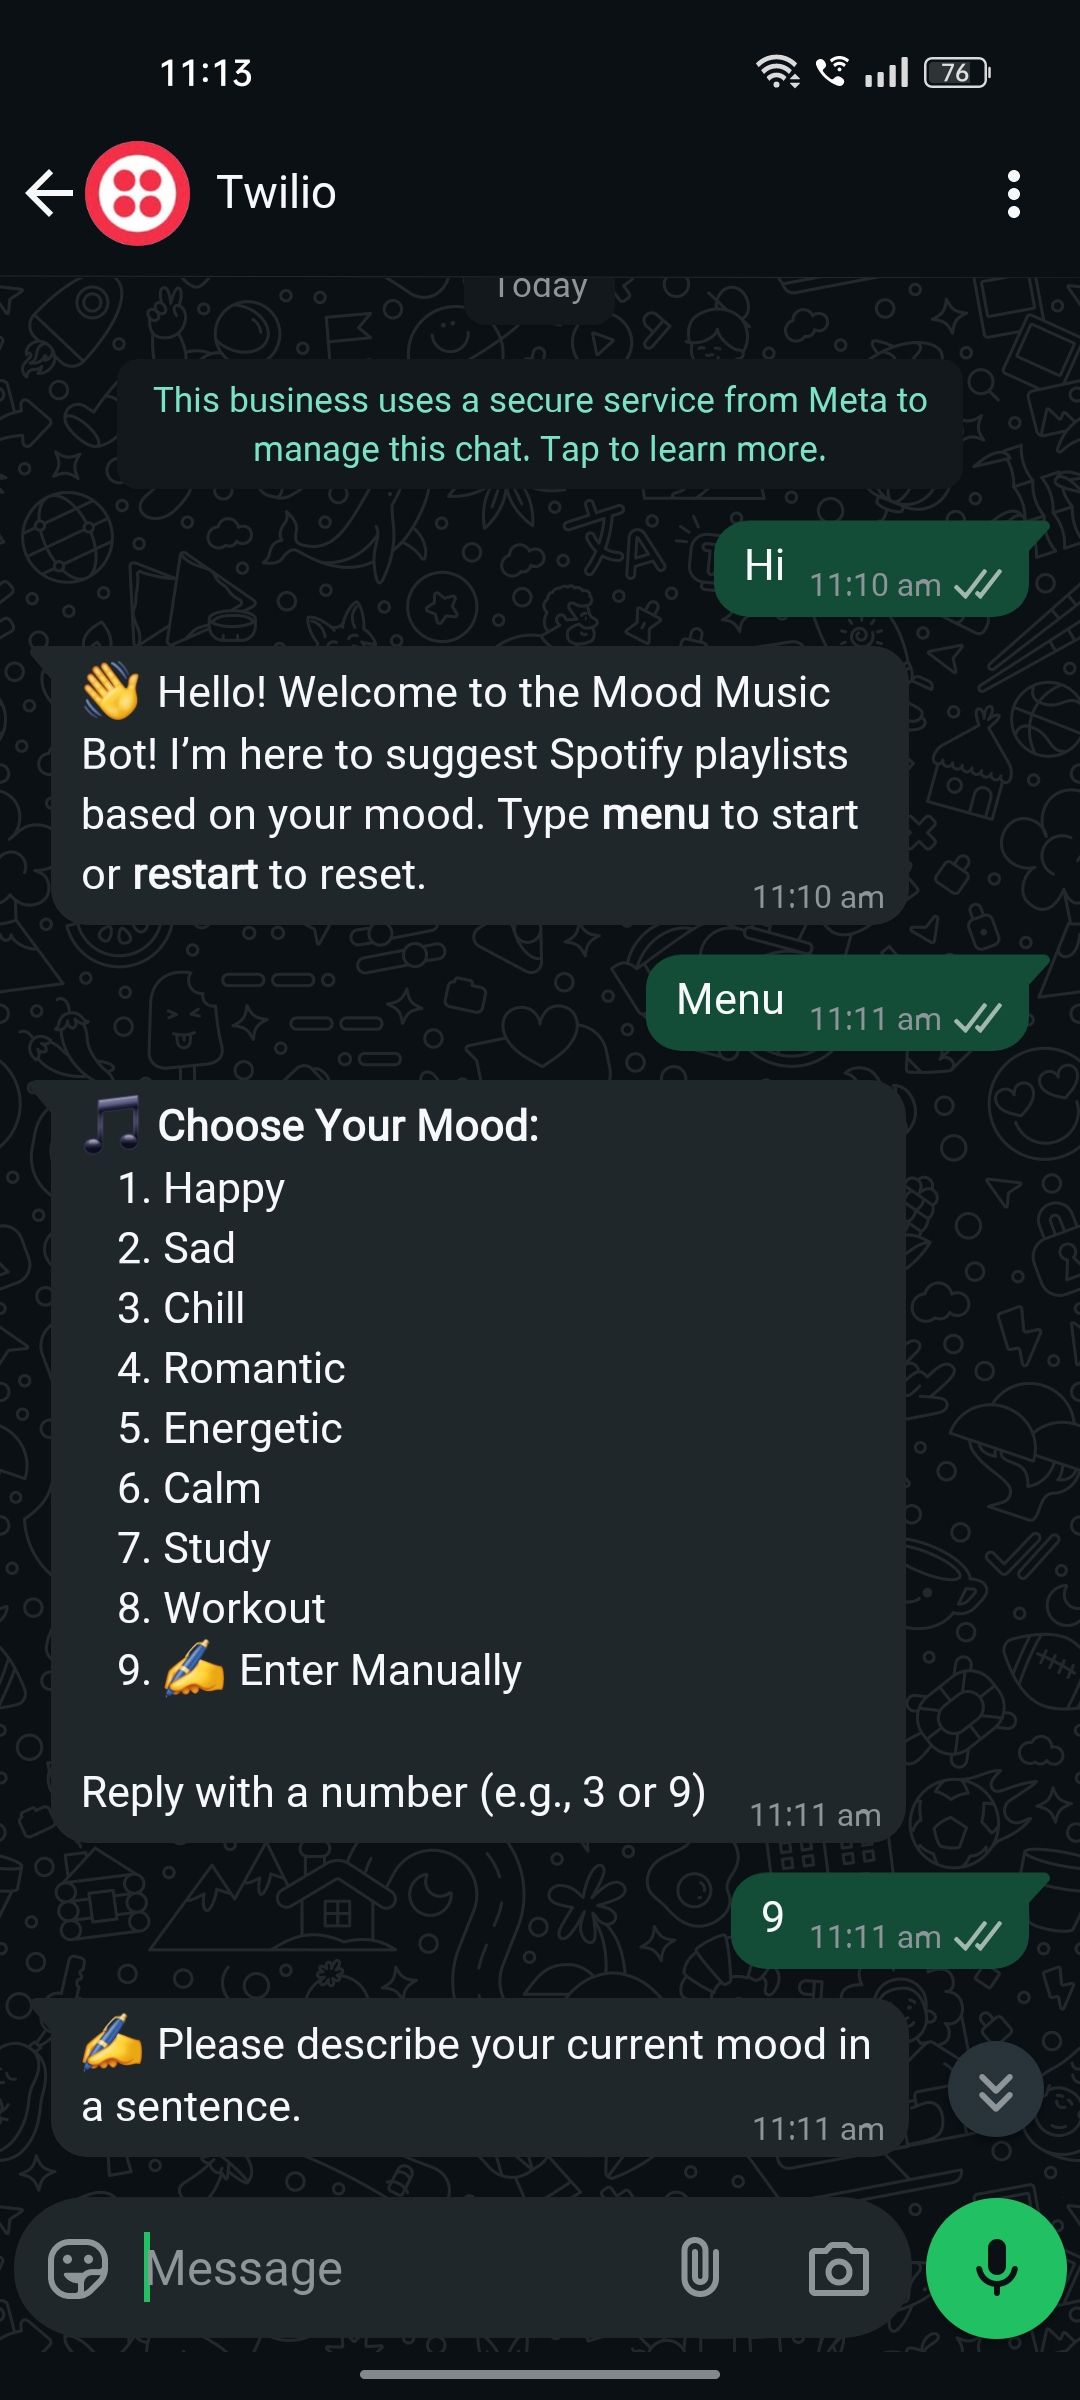 11:13
76
Twilio
Today
This business uses a secure service from Meta to
manage this chat. Tap to learn more.
Hi 11:10 am
👋 Hello! Welcome to the Mood Music
Bot! I’m here to suggest Spotify playlists
based on your mood. Type menu to start
or restart to reset.
11:10 am
Menu 11:11 am
🎵 Choose Your Mood:
1. Happy
2. Sad
3. Chill
4. Romantic
5. Energetic
6. Calm
7. Study
8. Workout
9. ✍️ Enter Manually
Reply with a number (e.g., 3 or 9)
11:11 am
9 11:11 am
✍️ Please describe your current mood in
a sentence.
11:11 am
Message